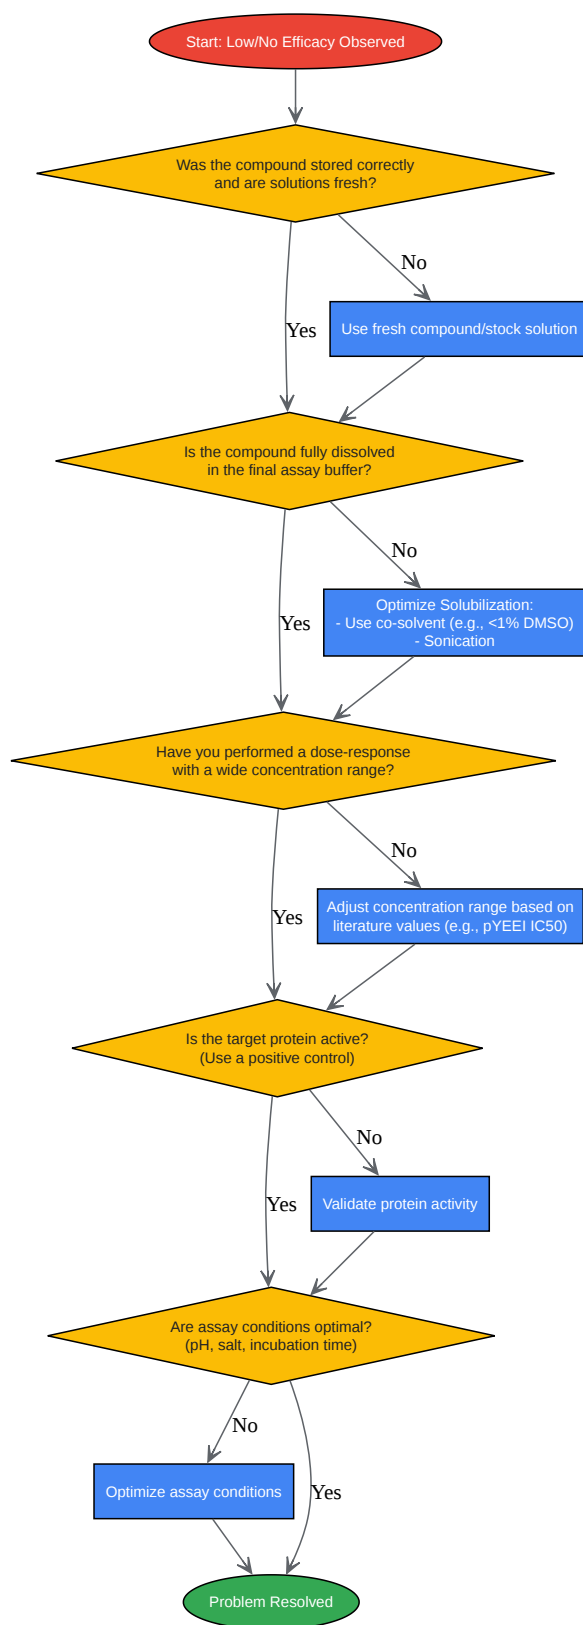 Start: Low/No Efficacy Observed
Was the compound stored correctly
and are solutions fresh?
No
Yes
Use fresh compound/stock solution
Is the compound fully dissolved
in the final assay buffer?
No
Yes
Optimize Solubilization:
- Use co-solvent (e.g., <1% DMSO)
- Sonication
Have you performed a dose-response
with a wide concentration range?
No
Yes
Adjust concentration range based on
literature values (e.g., pYEEI IC50)
Is the target protein active?
(Use a positive control)
No
Yes
Validate protein activity
Are assay conditions optimal?
(pH, salt, incubation time)
No
Yes
Optimize assay conditions
Problem Resolved